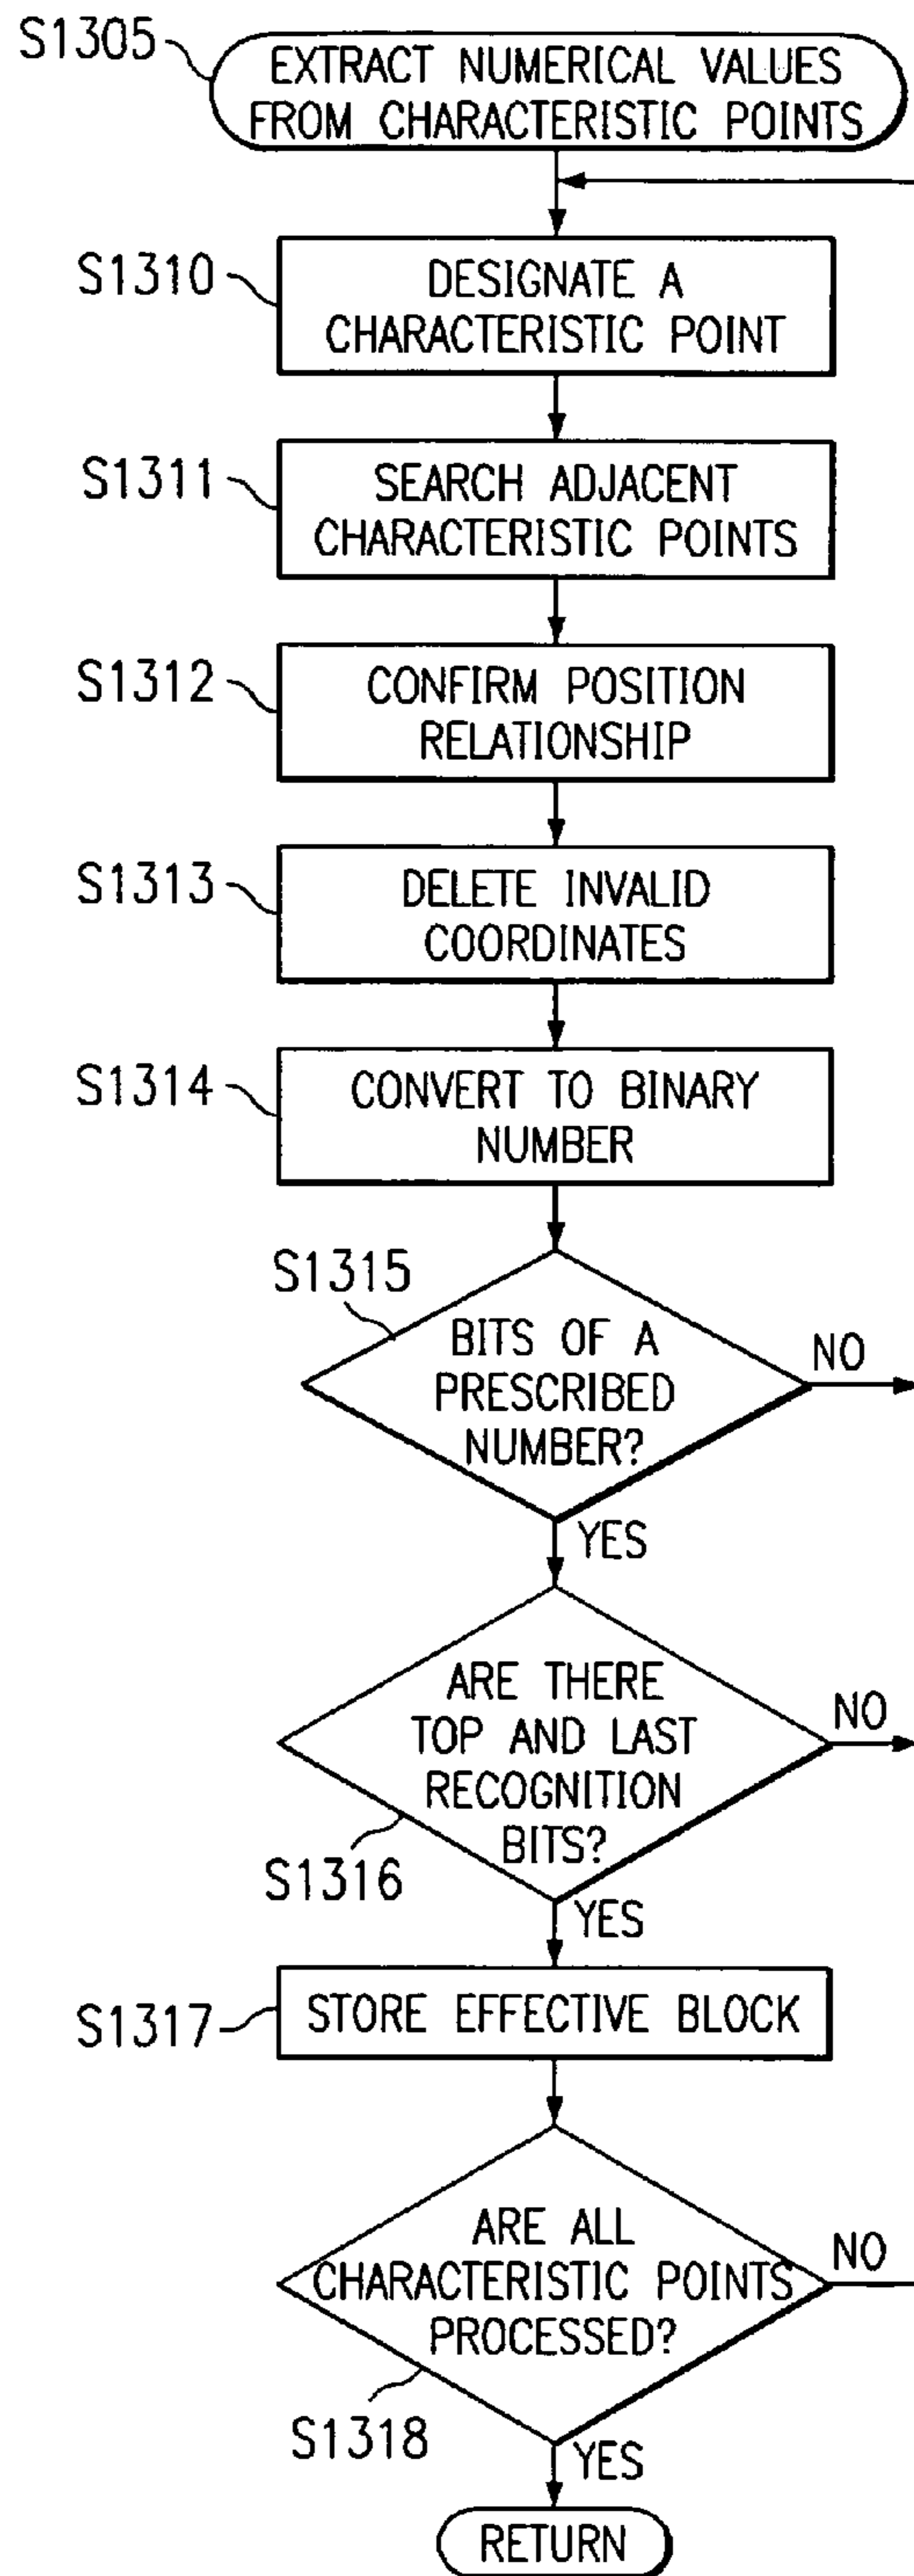 S1305
EXTRACT NUMERICAL VALUES
FROM CHARACTERISTIC POINTS
S1310
DESIGNATE A
CHARACTERISTIC POINT
S1311
SEARCH ADJACENT
CHARACTERISTIC POINTS
S1312
CONFIRM POSITION
RELATIONSHIP
S1313
DELETE INVALID
COORDINATES
S1314
CONVERT TO BINARY
NUMBER
S1315
BITS OF A
PRESCRIBED
NUMBER?
NO
YES
ARE THERE
TOP AND LAST
RECOGNITION
BITS?
NO
S1316
YES
S1317
STORE EFFECTIVE BLOCK
ARE ALL
CHARACTERISTIC POINTS
PROCESSED?
NO
S1318
YES
RETURN